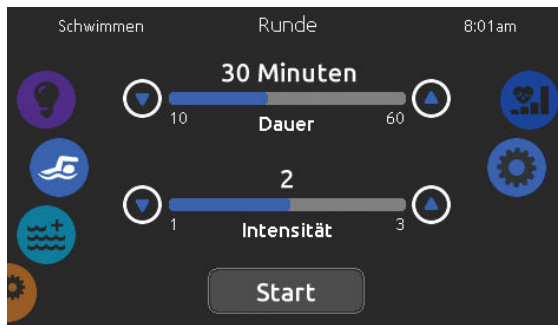 Schwimmen Runde 8:01am
30 Minuten
10 Dauer 60
2
1 Intensität 3
Start